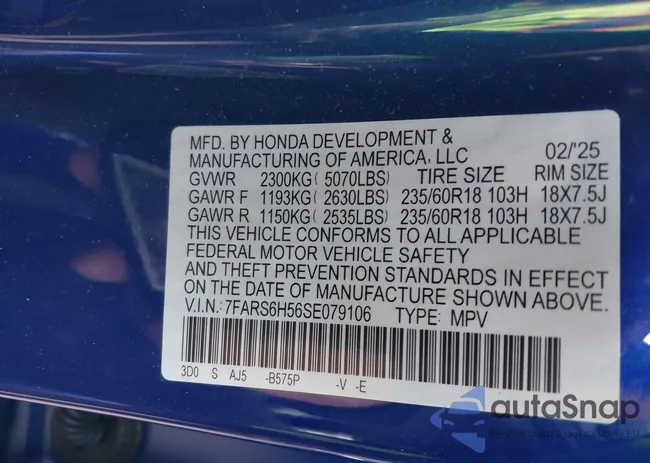 MFD. BY HONDA DEVELOPMENT &
MANUFACTURING OF AMERICA, LLC 02/'25
GVWR 2300KG( 5070LBS) TIRE SIZE RIM SIZE
GAWR F 1193KG( 2630LBS) 235/60R18 103H 18X7.5J
GAWR R 1150KG( 2535LBS) 235/60R18 103H 18X7.5J
THIS VEHICLE CONFORMS TO ALL APPLICABLE
FEDERAL MOTOR VEHICLE SAFETY
AND THEFT PREVENTION STANDARDS IN EFFECT
ON THE DATE OF MANUFACTURE SHOWN ABOVE.
V.I.N.:7FARS6H56SE079106 TYPE: MPV
3D0 S AJ5 -B575P -V -E
autoSnap